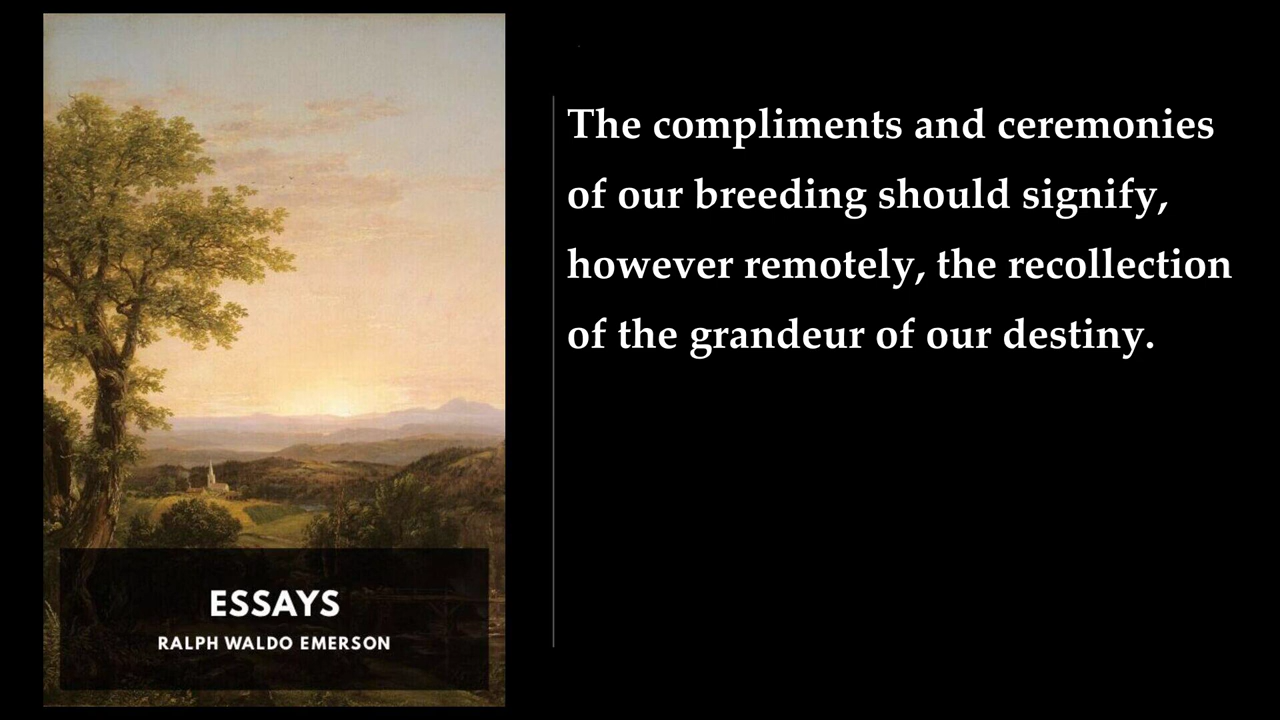 ESSAYS
RALPH WALDO EMERSON
The compliments and ceremonies
of our breeding should signify,
however remotely, the recollection
of the grandeur of our destiny.